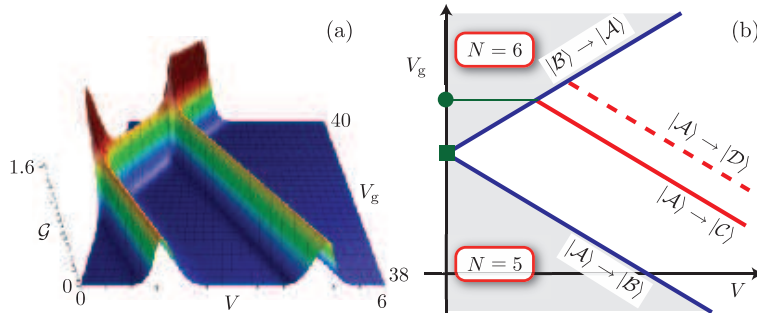 (a)
1.6
𝒢
0
0
V
6
38
V_g
40
(b)
V_g
N = 6
|ℬ⟩ → |𝒜⟩
|𝒜⟩ → |𝒟⟩
|𝒜⟩ → |𝒞⟩
|𝒜⟩ → |ℬ⟩
N = 5
V